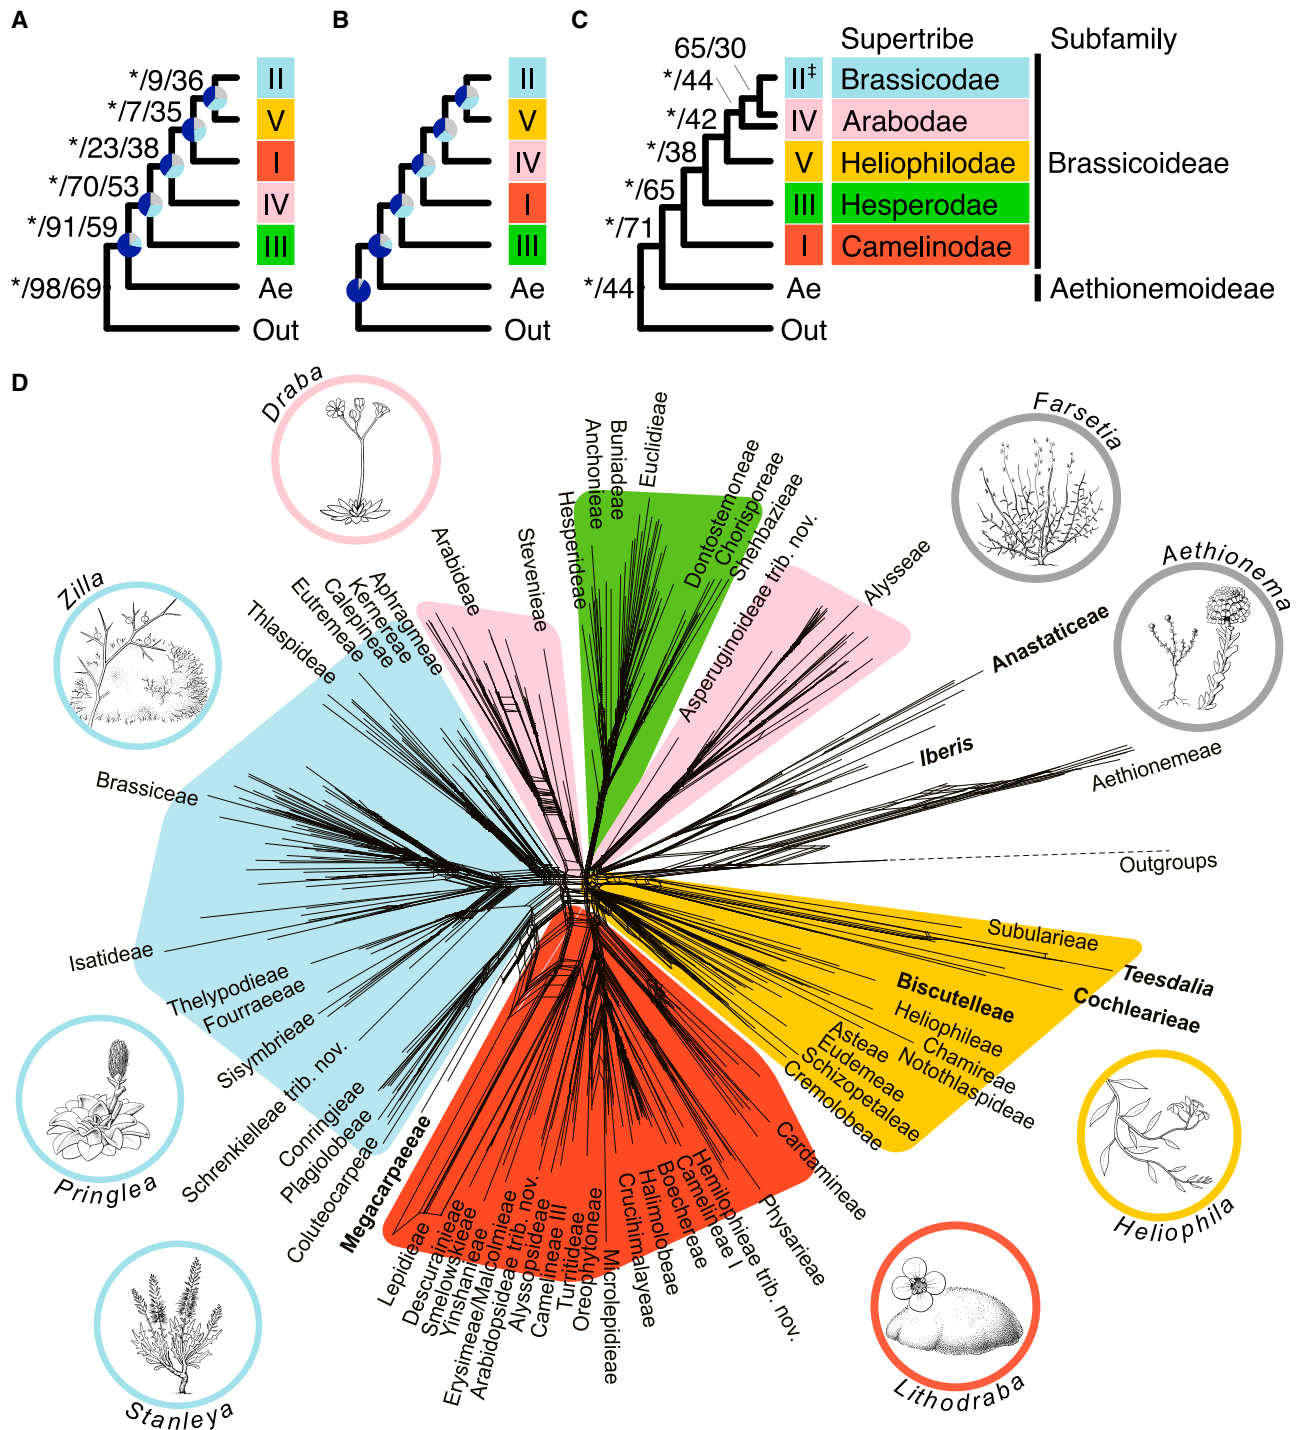 A
*/9/36
*/7/35
*/23/38
*/70/53
*/91/59
*/98/69
II
V
I
IV
III
Ae
Out
B
II
V
IV
I
III
Ae
Out
C
65/30
*/44
*/42
*/38
*/65
*/71
*/44
Supertribe
Subfamily
II‡ Brassicodae
IV Arabodae
V Heliophilodae
III Hesperodae
I Camelinodae
Ae
Out
Brassicoideae
Aethionemoideae
D
Draba
Zilla
Pringlea
Stanleya
Farsetia
Aethionema
Heliophila
Lithodraba
Arabideae
Stevenieae
Hesperideae
Anchonieae
Buniadeae
Euclidieae
Dontostemoneae
Chorisporeae
Shehbazieae
Asperuginoideae trib. nov.
Alysseae
Anastaticeae
Iberis
Aethionemeae
Outgroups
Subularieae
Teesdalia
Cochlearieae
Biscutelleae
Heliophileae
Chamireae
Notothlaspideae
Asteae
Eudemeae
Schizopetaleae
Cremolobeae
Cardamineae
Physarieae
Hemilophieae trib. nov.
Camelineae I
Boechereae
Halimolobeae
Crucihimalayeae
Microlepidieae
Oreophytoneae
Turritideae
Camelineae III
Alyssopsideae
Arabidopsideae trib. nov.
Erysimeae/Malcolmieae
Yinshanieae
Smelowskieae
Descurainieae
Lepidieae
Megacarpaeeae
Coluteocarpeae
Plagiolobeae
Conringieae
Schrenkielleae trib. nov.
Sisymbrieae
Fourraeeae
Thelypodieae
Isatideae
Brassiceae
Thlaspideae
Eutremeae
Calepineae
Kernereae
Aphragmeae